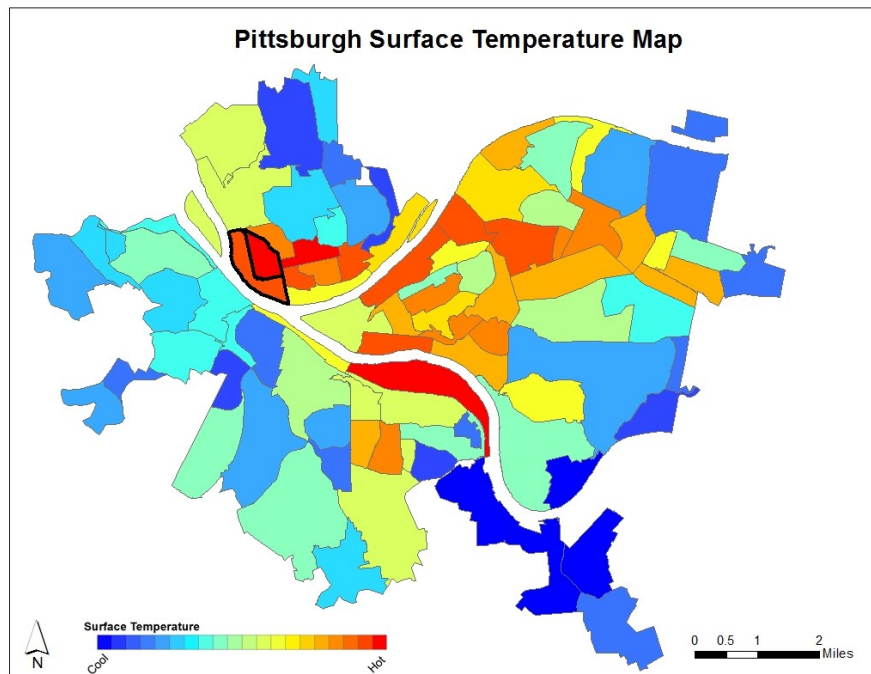 Pittsburgh Surface Temperature Map
Surface Temperature
Cool
Hot
N
0 0.5 1 2
Miles